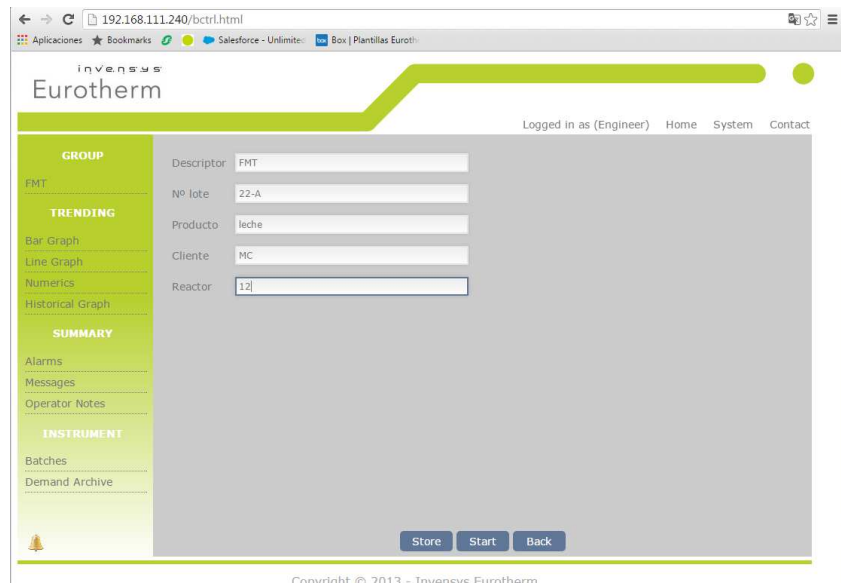 192.168.111.240/bctrl.html
Aplicaciones Bookmarks Salesforce - Unlimited Box | Plantillas Euroth
invensys
Eurotherm
Logged in as (Engineer) Home System Contact
GROUP
FMT
TRENDING
Bar Graph
Line Graph
Numerics
Historical Graph
SUMMARY
Alarms
Messages
Operator Notes
INSTRUMENT
Batches
Demand Archive
Descriptor FMT
Nº lote 22-A
Producto leche
Cliente MC
Reactor 12
Store Start Back
Copyright © 2013 - Invensys Eurotherm